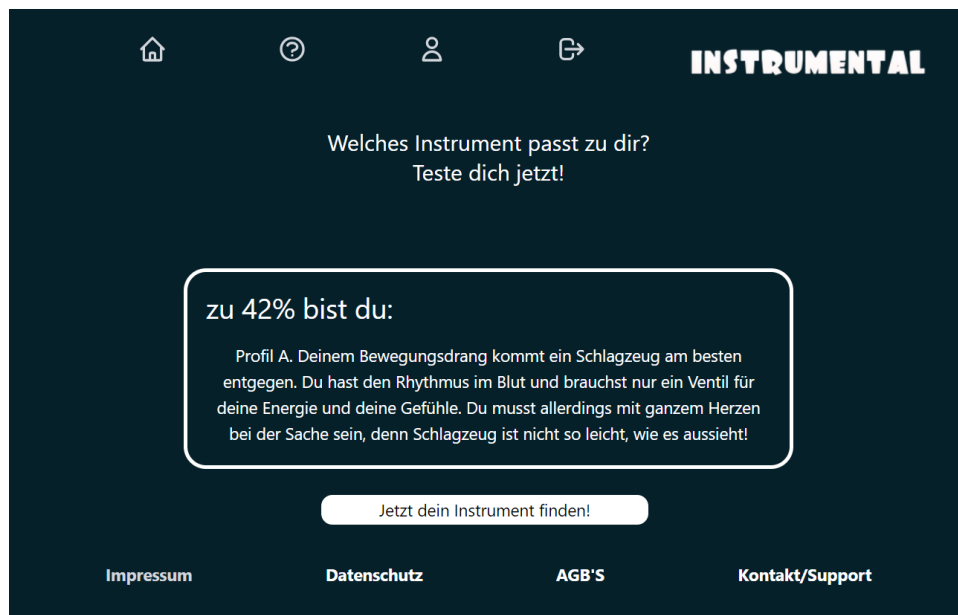 INSTRUMENTAL
Welches Instrument passt zu dir?
Teste dich jetzt!
zu 42% bist du:
Profil A. Deinem Bewegungsdrang kommt ein Schlagzeug am besten
entgegen. Du hast den Rhythmus im Blut und brauchst nur ein Ventil für
deine Energie und deine Gefühle. Du musst allerdings mit ganzem Herzen
bei der Sache sein, denn Schlagzeug ist nicht so leicht, wie es aussieht!
Jetzt dein Instrument finden!
Impressum Datenschutz AGB'S Kontakt/Support